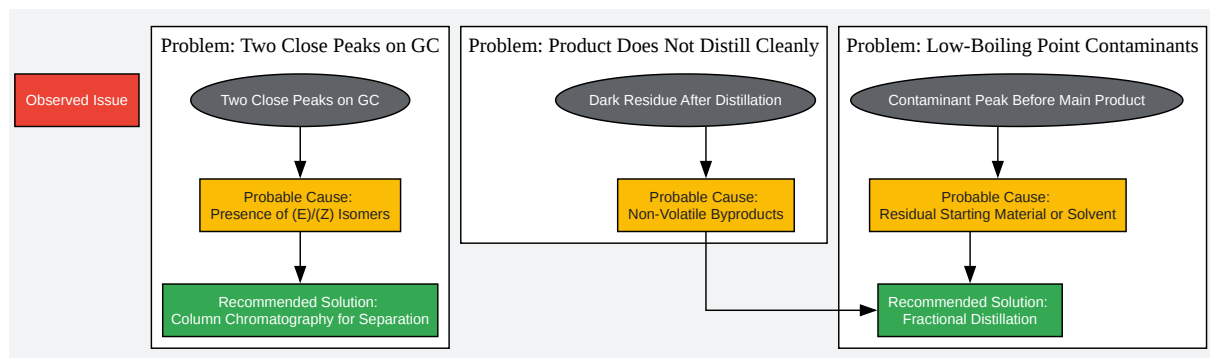 Observed Issue
Problem: Two Close Peaks on GC
Two Close Peaks on GC
Probable Cause:
Presence of (E)/(Z) Isomers
Recommended Solution:
Column Chromatography for Separation
Problem: Product Does Not Distill Cleanly
Dark Residue After Distillation
Probable Cause:
Non-Volatile Byproducts
Problem: Low-Boiling Point Contaminants
Contaminant Peak Before Main Product
Probable Cause:
Residual Starting Material or Solvent
Recommended Solution:
Fractional Distillation